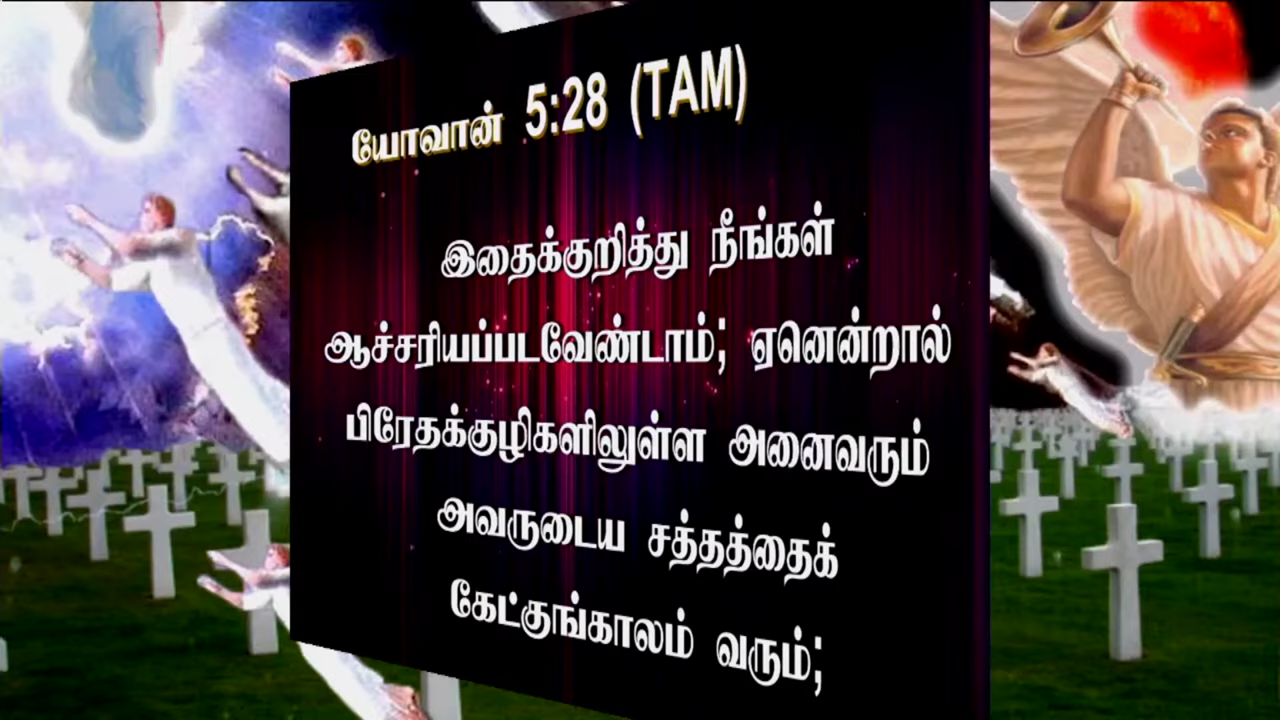 யோவான் 5:28 (TAM)
இதைக்குறித்து நீங்கள்
ஆச்சரியப்படவேண்டாம்; ஏனென்றால்
பிரேதக்குழிகளிலுள்ள அனைவரும்
அவருடைய சத்தத்தைக்
கேட்குங்காலம் வரும்;